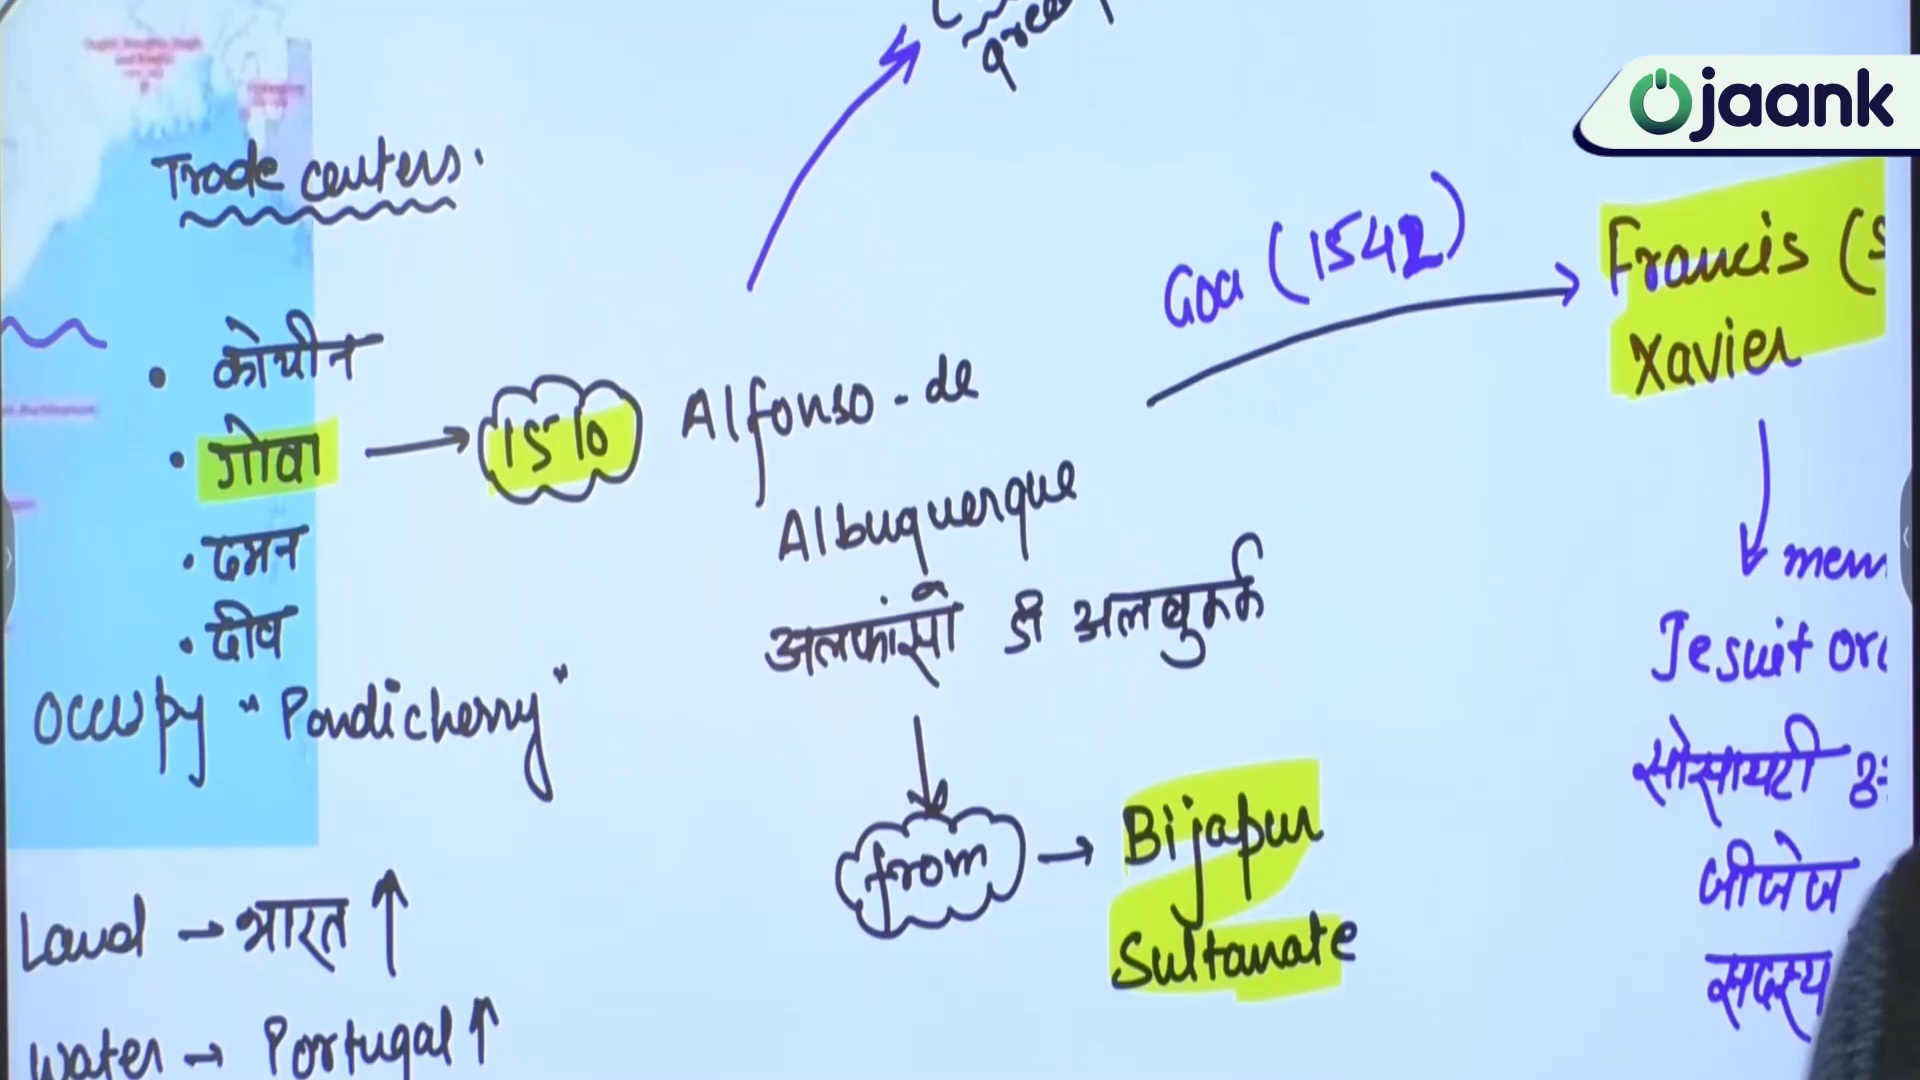 jaank
Trade centers.
• कोचीन
• गोवा → 1510 Alfonso-de
Albuquerque
अलफांसो डी अलबुकर्क
• दमन
• दीव
Occupy "Pondicherry"
from → Bijapur
Sultanate
Land → भारत ↑
Water → Portugal ↑
Goa (1542)
Francis (S
Xavier
Jesuit
सोसायटी
जीजेज
सदस्य